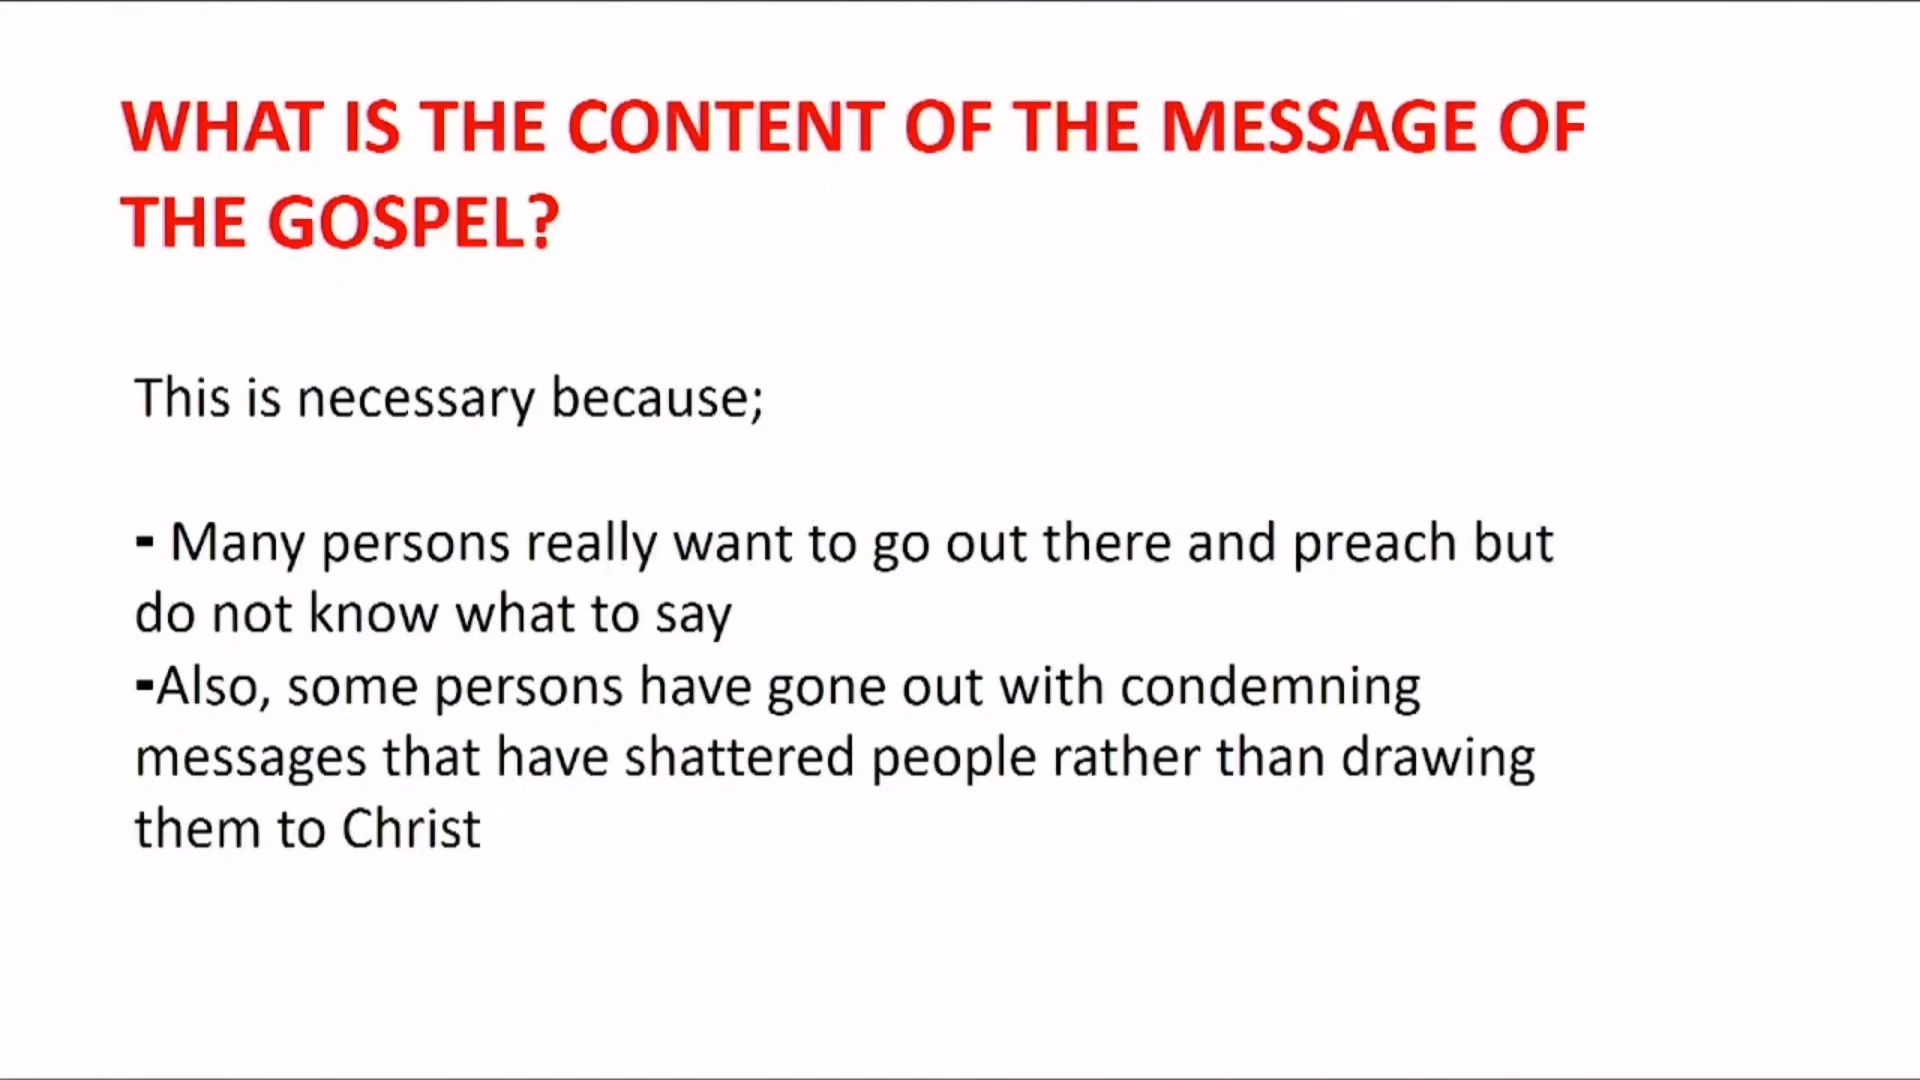 WHAT IS THE CONTENT OF THE MESSAGE OF
THE GOSPEL?
This is necessary because;
- Many persons really want to go out there and preach but
do not know what to say
-Also, some persons have gone out with condemning
messages that have shattered people rather than drawing
them to Christ